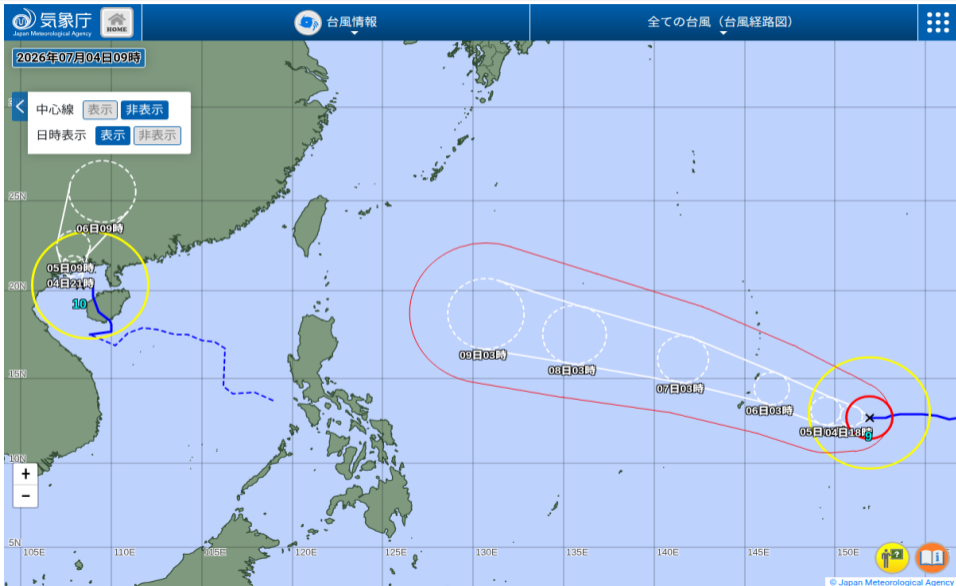 気象庁
Japan Meteorological Agency
HOME
台風情報
全ての台風（台風経路図）
2026年07月04日09時
中心線 表示 非表示
日時表示 表示 非表示
25N
06日09時
05日09時
20N
04日21時
10
09日03時
08日03時
15N
07日03時
06日03時
05日
04日18時
9
10N
+
−
5N
105E 110E 115E 120E 125E 130E 135E 140E 145E 150E
© Japan Meteorological Agency